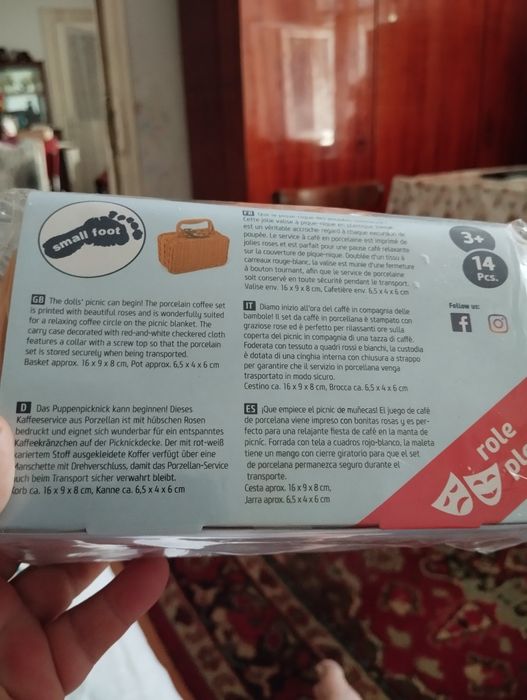 small foot
GB The dolls' picnic can begin! The porcelain coffee set
is printed with beautiful roses and is wonderfully suited
for a relaxing coffee circle on the picnic blanket. The
carry case decorated with red-and-white checkered cloth
features a collar with a screw top so that the porcelain
set is stored securely when being transported.
Basket approx. 16 x 9 x 8 cm, Pot approx. 6,5 x 4 x 6 cm
D Das Puppenpicknick kann beginnen! Dieses
Kaffeeservice aus Porzellan ist mit hübschen Rosen
bedruckt und eignet sich wunderbar für ein entspanntes
Kaffeekränzchen auf der Picknickdecke. Der mit rot-weiß
kariertem Stoff ausgekleidete Koffer verfügt über eine
Manschette mit Drehverschluss, damit das Porzellan-Service
auch beim Transport sicher verwahrt bleibt.
orb ca. 16 x 9 x 8 cm, Kanne ca. 6,5 x 4 x 6 cm
FR
Cette jolie valise à pique-nique en
est un véritable accroche-regard à chaque excursion de
poupée. Le service à café en porcelaine est imprimé de
jolies roses et est parfait pour une pause café relaxante
sur la couverture de pique-nique. Doublée d'un tissu à
carreaux rouge-blanc, la valise est munie d'une fermeture
à bouton tournant, afin que le service de porcelaine
soit conservé en toute sécurité pendant le transport.
Valise env. 16 x 9 x 8 cm, Cafetière env. 6,5 x 4 x 6 cm
IT Diamo inizio all'ora del caffè in compagnia delle
bambole! Il set da caffè in porcellana è stampato con
graziose rose ed è perfetto per rilassanti ore sulla
coperta del picnic in compagnia di una tazza di caffè.
Foderata con tessuto a quadri rossi e bianchi, la custodia
è dotata di una cinghia interna con chiusura a strappo
per garantire che il servizio in porcellana venga
trasportato in modo sicuro.
Cestino ca. 16 x 9 x 8 cm, Brocca ca. 6,5 x 4 x 6 cm
ES ¡Que empiece el picnic de muñecas! El juego de café
de porcelana viene impreso con bonitas rosas y es per-
fecto para una relajante fiesta de café en la manta de
picnic. Forrada con tela a cuadros rojo-blanco, la maleta
tiene un mango con cierre giratorio para que el set
de porcelana permanezca seguro durante el
transporte.
Cesta aprox. 16 x 9 x 8 cm,
Jarra aprox. 6,5 x 4 x 6 cm
3+
14
Pcs.
Follow us:
role